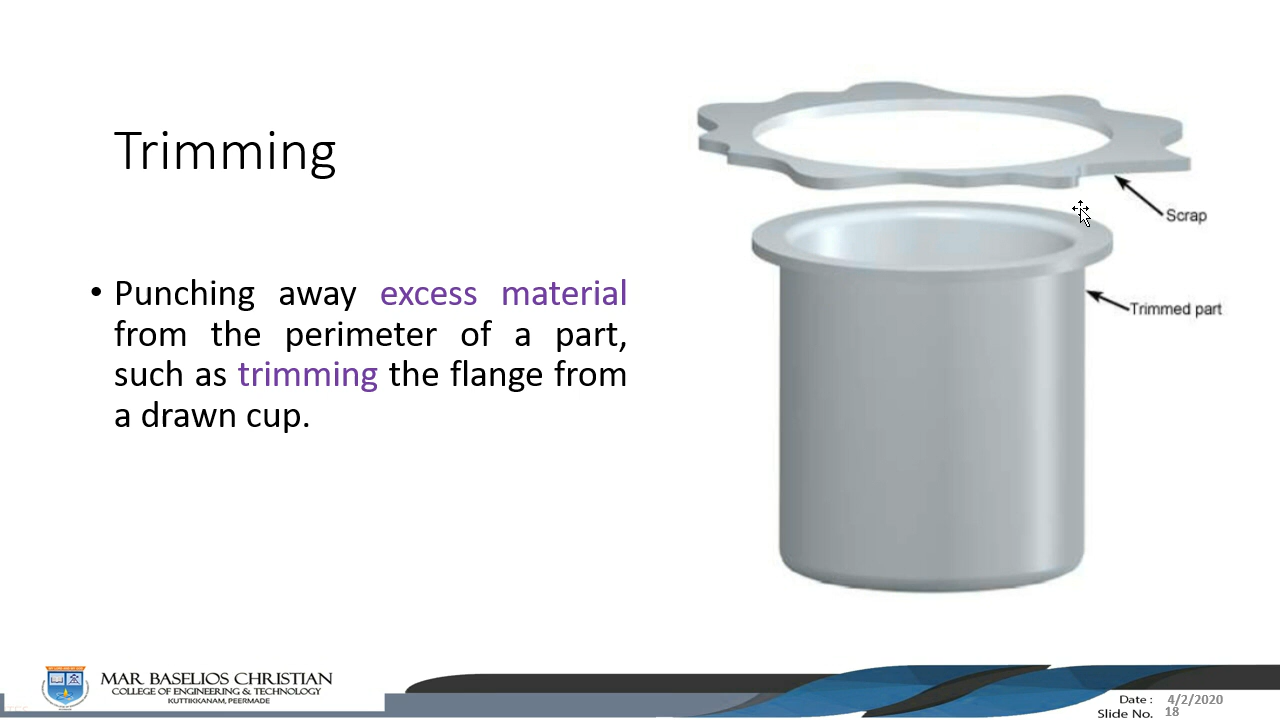 Trimming
• Punching away excess material
from the perimeter of a part,
such as trimming the flange from
a drawn cup.
Scrap
Trimmed part
MAR BASELIOS CHRISTIAN
COLLEGE OF ENGINEERING & TECHNOLOGY
KUTTIKKANAM, PEERMADE
Date : 4/2/2020
Slide No. 18